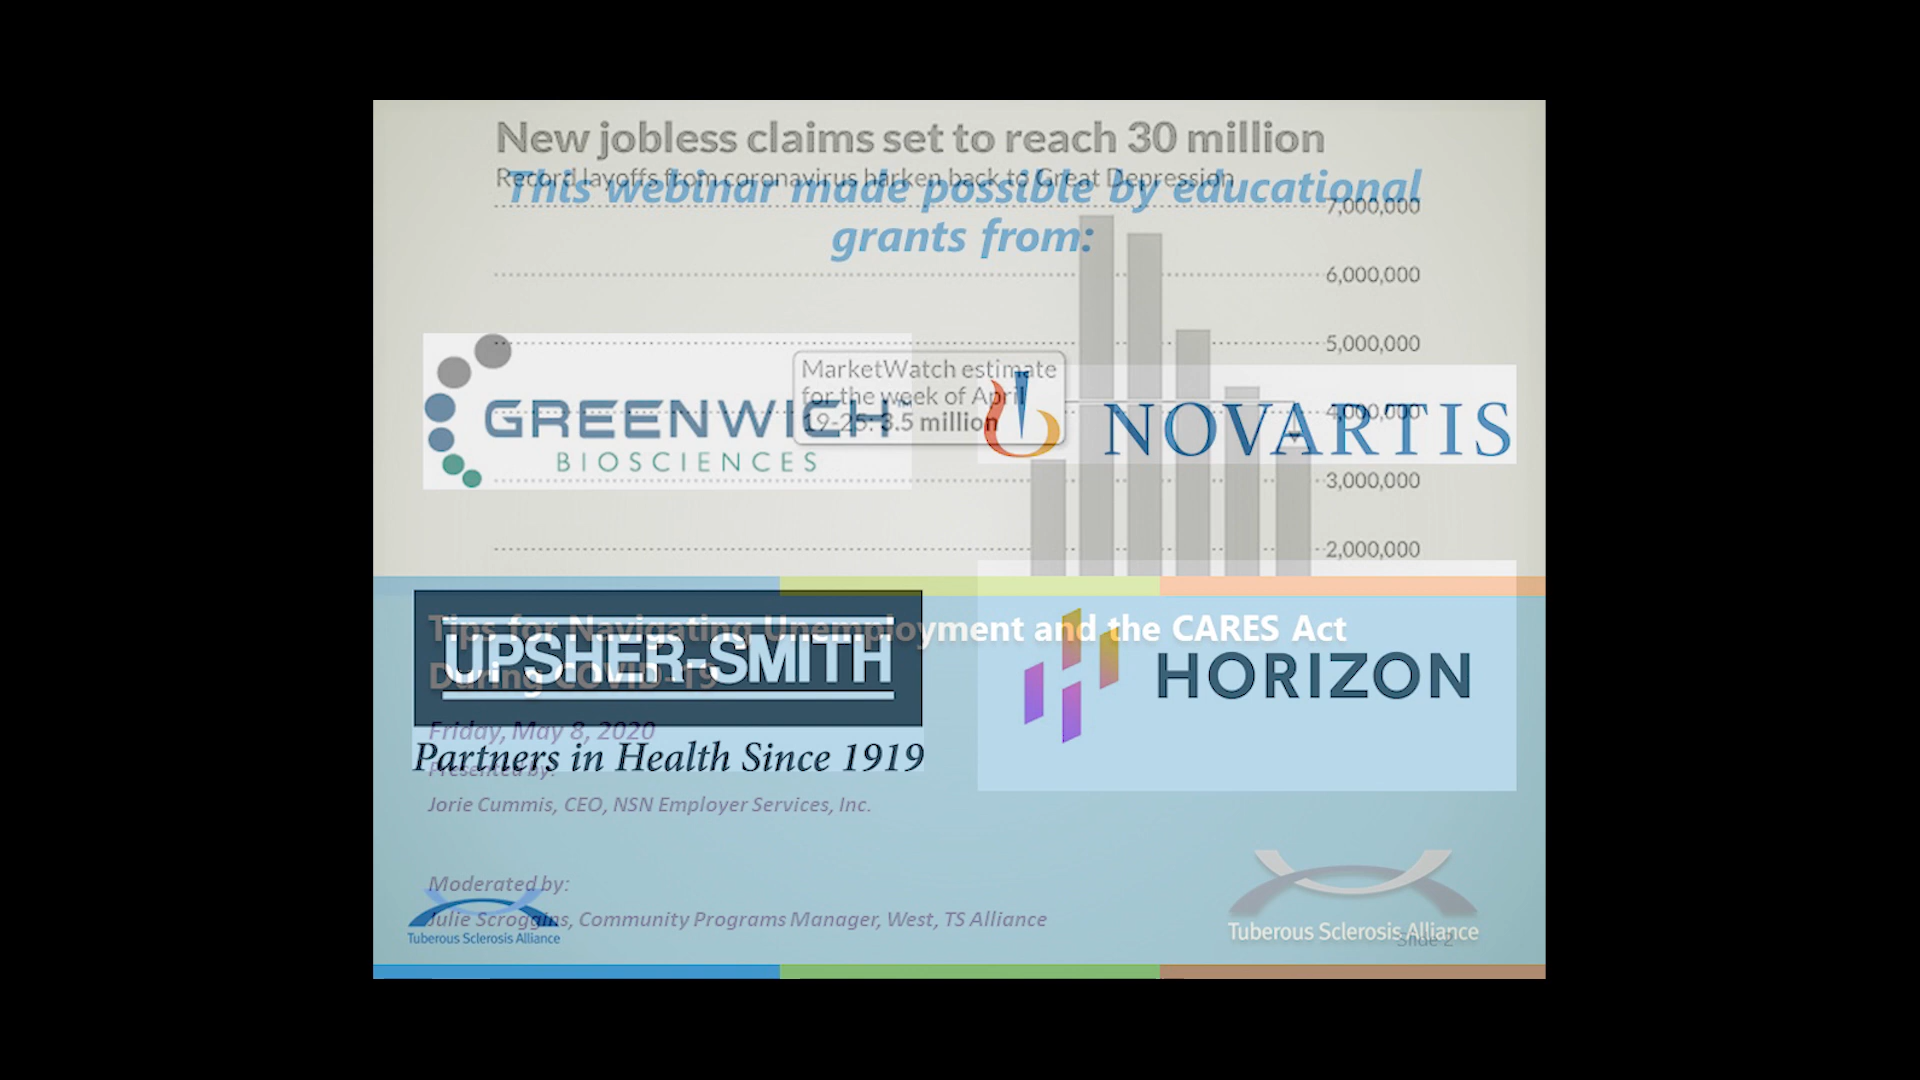 New jobless claims set to reach 30 million
Record layoffs from coronavirus harken back to Great Depression
This webinar made possible by educational
grants from:
7,000,000
6,000,000
5,000,000
4,000,000
3,000,000
2,000,000
MarketWatch estimate
for the week of April
19-25: 3.5 million
GREENWICH
BIOSCIENCES
NOVARTIS
Tips for Navigating Unemployment and the CARES Act
During COVID-19
UPSHER-SMITH
Partners in Health Since 1919
HORIZON
Friday, May 8, 2020
Presented by:
Jorie Cummis, CEO, NSN Employer Services, Inc.
Moderated by:
Julie Scroggins, Community Programs Manager, West, TS Alliance
Tuberous Sclerosis Alliance
Tuberous Sclerosis Alliance
Slide 2